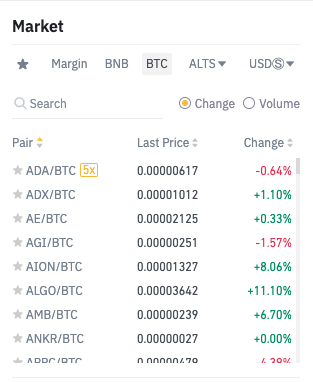 Market
Margin BNB BTC ALTS USDⓈ
Search Change Volume
Pair Last Price Change
ADA/BTC 5x 0.00000617 -0.64%
ADX/BTC 0.00001012 +1.10%
AE/BTC 0.00002125 +0.33%
AGI/BTC 0.00000251 -1.57%
AION/BTC 0.00001327 +8.06%
ALGO/BTC 0.00003642 +11.10%
AMB/BTC 0.00000239 +6.70%
ANKR/BTC 0.00000027 +0.00%